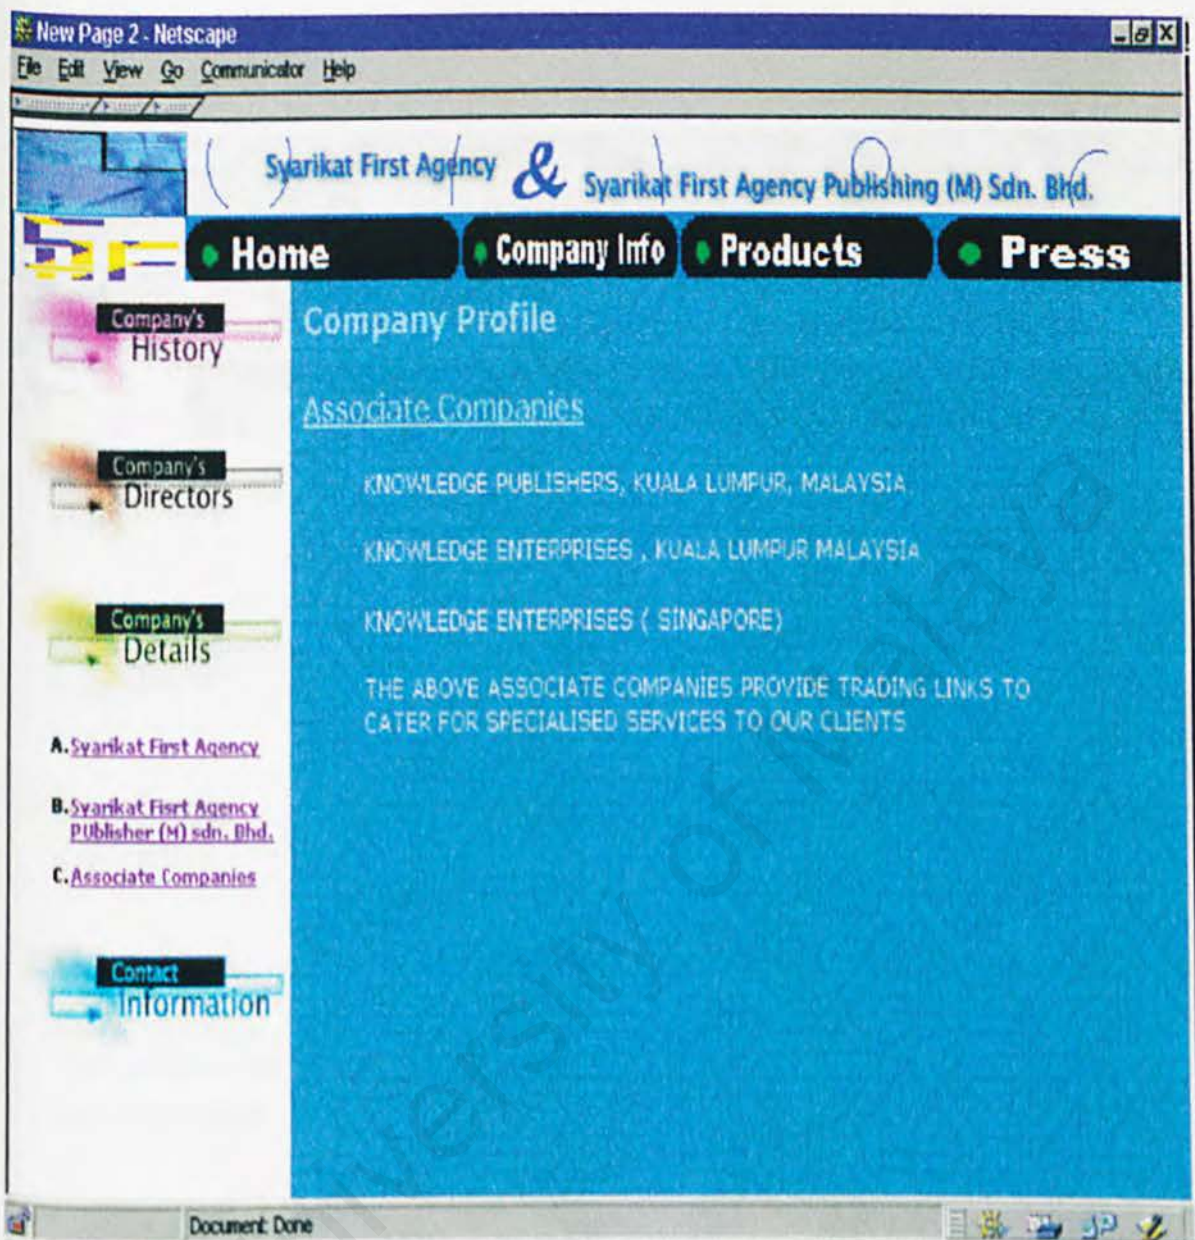 New Page 2 - Netscape
File Edit View Go Communicator Help
Syarikat First Agency & Syarikat First Agency Publishing (M) Sdn. Bhd.
Home Company Info Products Press
Company's
History
Company's
Directors
Company's
Details
A. Syarikat First Agency
B. Syarikat Fisrt Agency
PUblisher (M) sdn. Bhd.
C. Associate Companies
Contact
Information
Company Profile
Associate Companies
KNOWLEDGE PUBLISHERS, KUALA LUMPUR, MALAYSIA
KNOWLEDGE ENTERPRISES , KUALA LUMPUR MALAYSIA
KNOWLEDGE ENTERPRISES ( SINGAPORE)
THE ABOVE ASSOCIATE COMPANIES PROVIDE TRADING LINKS TO
CATER FOR SPECIALISED SERVICES TO OUR CLIENTS
Document: Done
University of Malaya